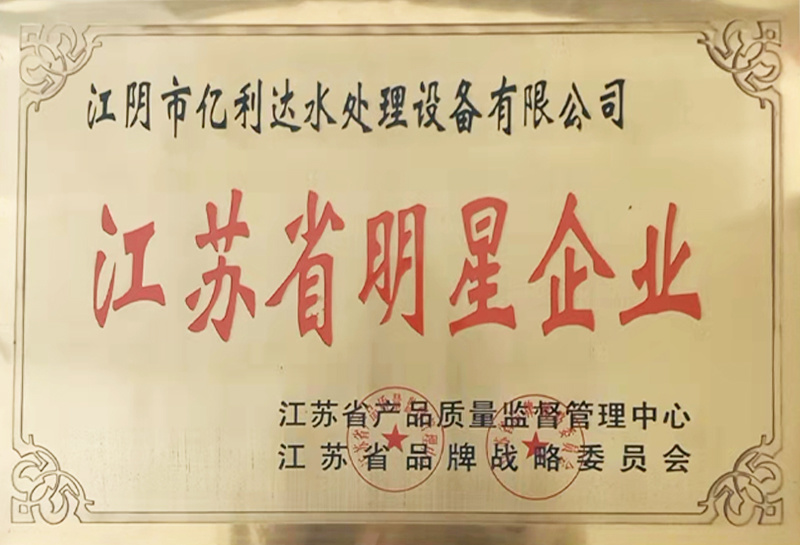 江阴市亿利达水处理设备有限公司
江苏省明星企业
江苏省产品质量监督管理中心
江苏省品牌战略委员会